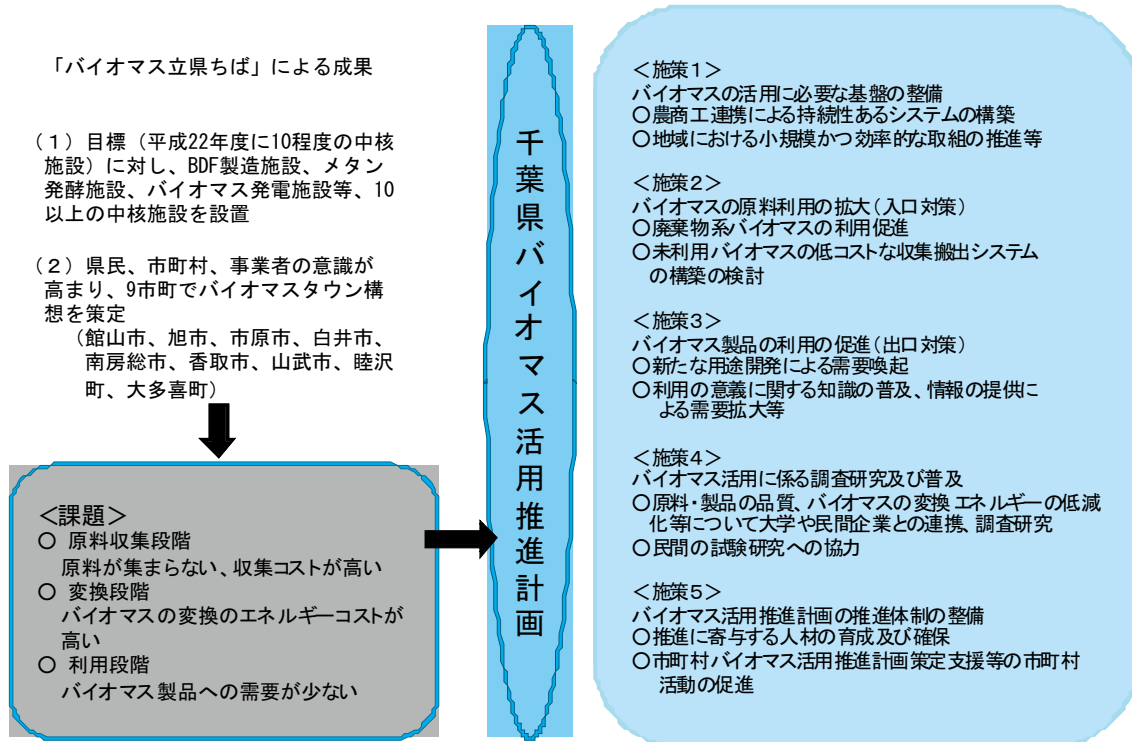 「バイオマス立県ちば」による成果
（１）目標（平成22年度に10程度の中核
施設）に対し、BDF製造施設、メタン
発酵施設、バイオマス発電施設等、10
以上の中核施設を設置
（２）県民、市町村、事業者の意識が
高まり、9市町でバイオマスタウン構
想を策定
（館山市、旭市、市原市、白井市、
南房総市、香取市、山武市、睦沢
町、大多喜町）
＜課題＞
○ 原料収集段階
原料が集まらない、収集コストが高い
○ 変換段階
バイオマスの変換のエネルギーコストが
高い
○ 利用段階
バイオマス製品への需要が少ない
千葉県バイオマス活用推進計画
＜施策１＞
バイオマスの活用に必要な基盤の整備
○農商工連携による持続性あるシステムの構築
○地域における小規模かつ効率的な取組の推進等
＜施策２＞
バイオマスの原料利用の拡大（入口対策）
○廃棄物系バイオマスの利用促進
○未利用バイオマスの低コストな収集搬出システム
の構築の検討
＜施策３＞
バイオマス製品の利用の促進（出口対策）
○新たな用途開発による需要喚起
○利用の意義に関する知識の普及、情報の提供に
よる需要拡大等
＜施策４＞
バイオマス活用に係る調査研究及び普及
○原料・製品の品質、バイオマスの変換エネルギーの低減
化等について大学や民間企業との連携、調査研究
○民間の試験研究への協力
＜施策５＞
バイオマス活用推進計画の推進体制の整備
○推進に寄与する人材の育成及び確保
○市町村バイオマス活用推進計画策定支援等の市町村
活動の促進